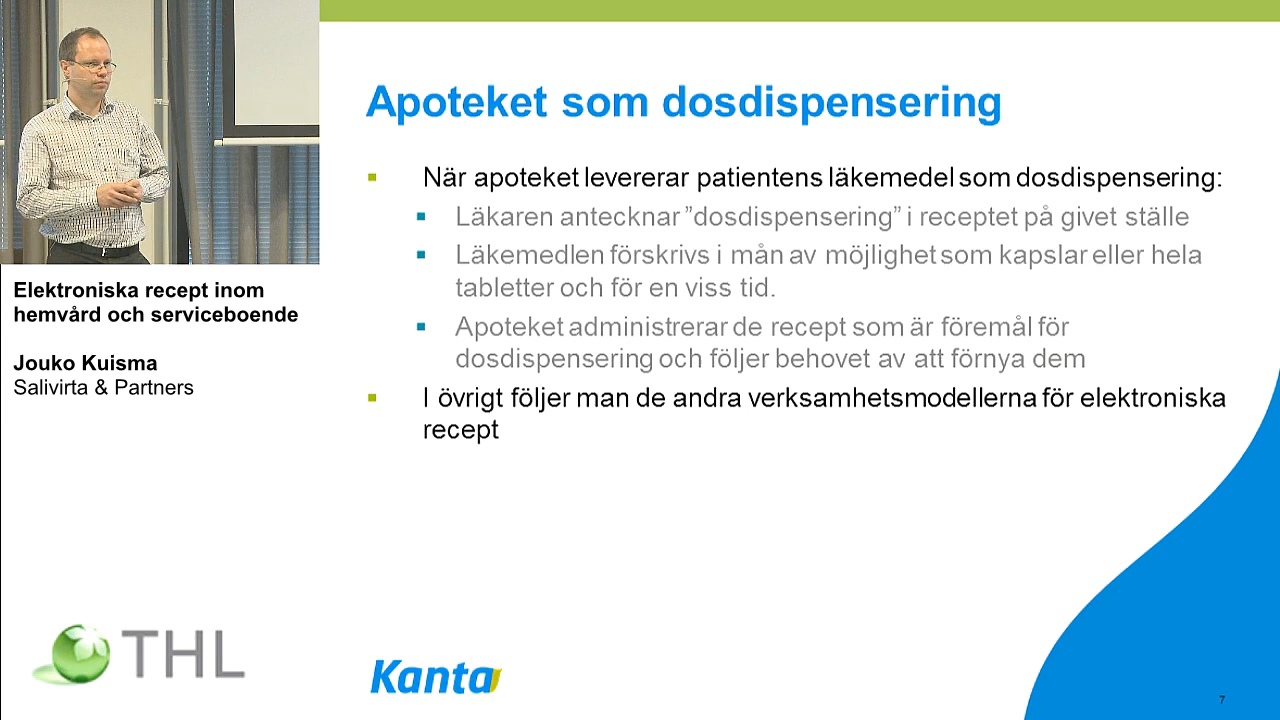 Apoteket som dosdispensering
När apoteket levererar patientens läkemedel som dosdispensering:
Läkaren antecknar ”dosdispensering” i receptet på givet ställe
Läkemedlen förskrivs i mån av möjlighet som kapslar eller hela
tabletter och för en viss tid.
Apoteket administrerar de recept som är föremål för
dosdispensering och följer behovet av att förnya dem
I övrigt följer man de andra verksamhetsmodellerna för elektroniska
recept
Elektroniska recept inom
hemvård och serviceboende
Jouko Kuisma
Salivirta & Partners
THL
Kanta
7